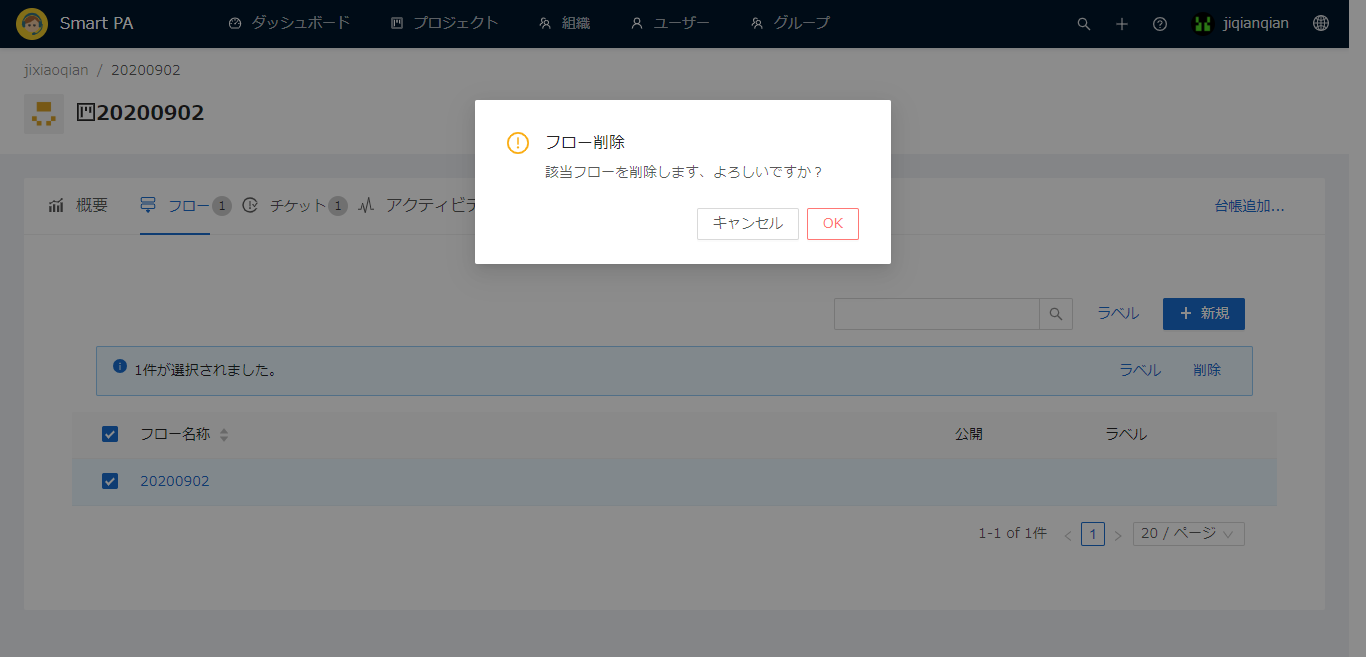 Smart PA ダッシュボード プロジェクト 組織 ユーザー グループ jiqianqian
jixiaoqian / 20200902
20200902
フロー削除
該当フローを削除します、よろしいですか？
キャンセル OK
概要 フロー 1 チケット 1 アクティビテ 台帳追加...
ラベル 新規
1件が選択されました。 ラベル 削除
フロー名称 公開 ラベル
20200902
1-1 of 1件 < 1 > 20 / ページ